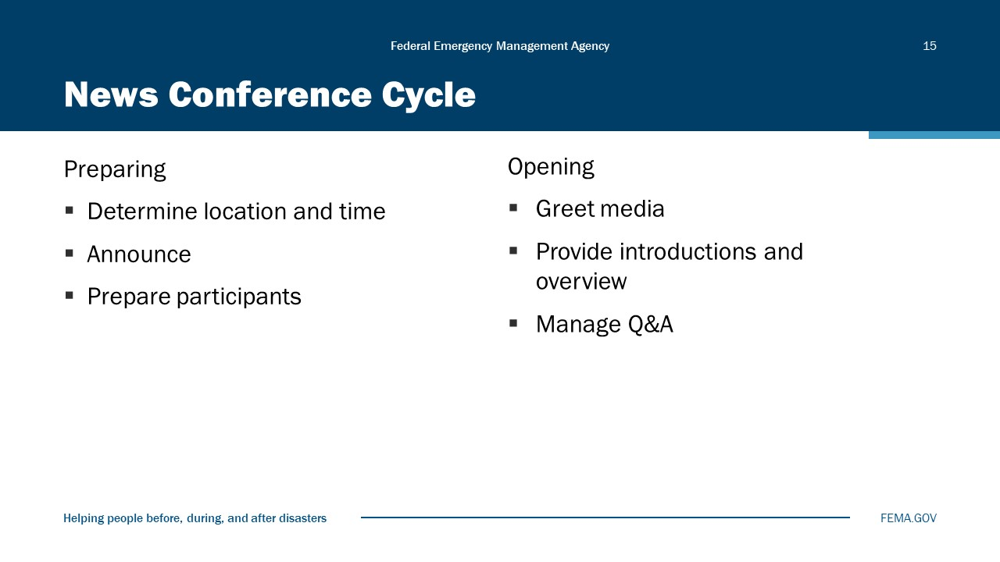 Federal Emergency Management Agency
15
News Conference Cycle
Preparing
▪ Determine location and time
▪ Announce
▪ Prepare participants
Opening
▪ Greet media
▪ Provide introductions and
overview
▪ Manage Q&A
Helping people before, during, and after disasters
FEMA.GOV